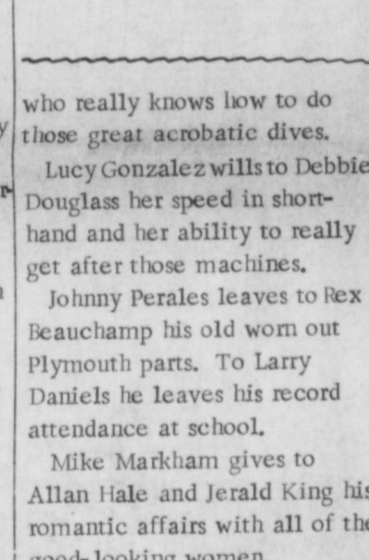 who really knows how to do
those great acrobatic dives.
Lucy Gonzalez wills to Debbie
Douglass her speed in short-
hand and her ability to really
get after those machines.
Johnny Perales leaves to Rex
Beauchamp his old worn out
Plymouth parts. To Larry
Daniels he leaves his record
attendance at school.
Mike Markham gives to
Allan Hale and Jerald King his
romantic affairs with all of the
good-looking women